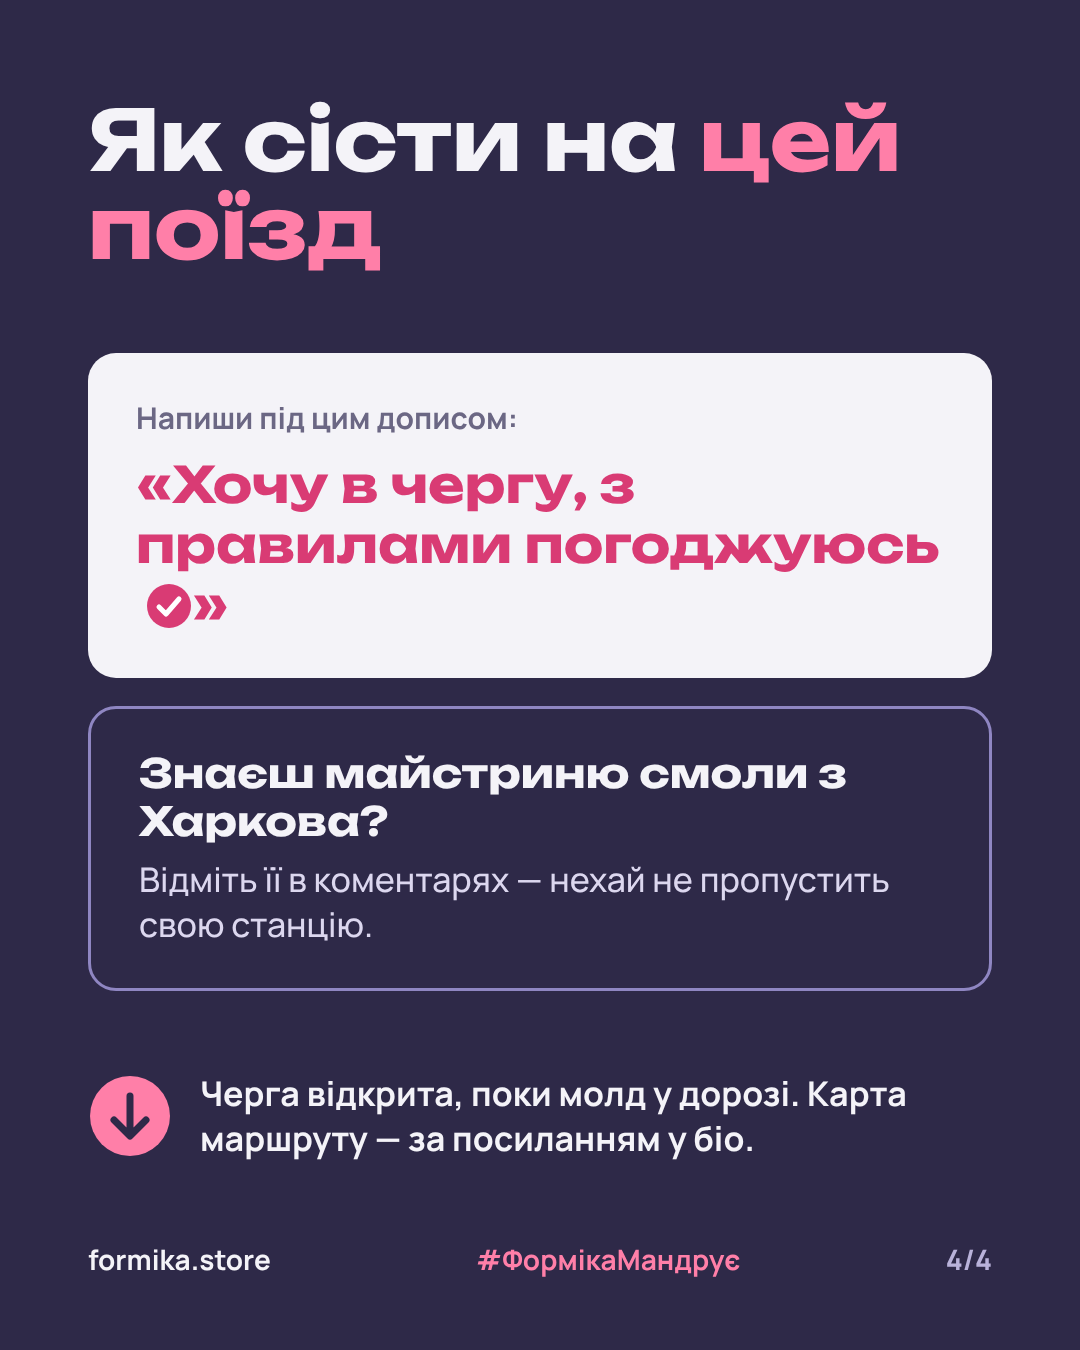 Як сісти на цей
поїзд
Напиши під цим дописом:
«Хочу в чергу, з
правилами погоджуюсь
✓»
Знаєш майстриню смоли з
Харкова?
Відміть її в коментарях — нехай не пропустить
свою станцію.
Черга відкрита, поки молд у дорозі. Карта
маршруту — за посиланням у біо.
formika.store
#ФормікаМандрує
4/4